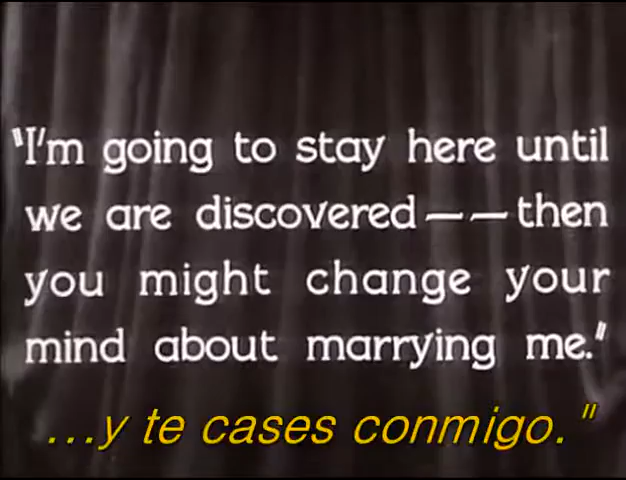 "I'm going to stay here until
we are discovered — — then
you might change your
mind about marrying me."
...y te cases conmigo."